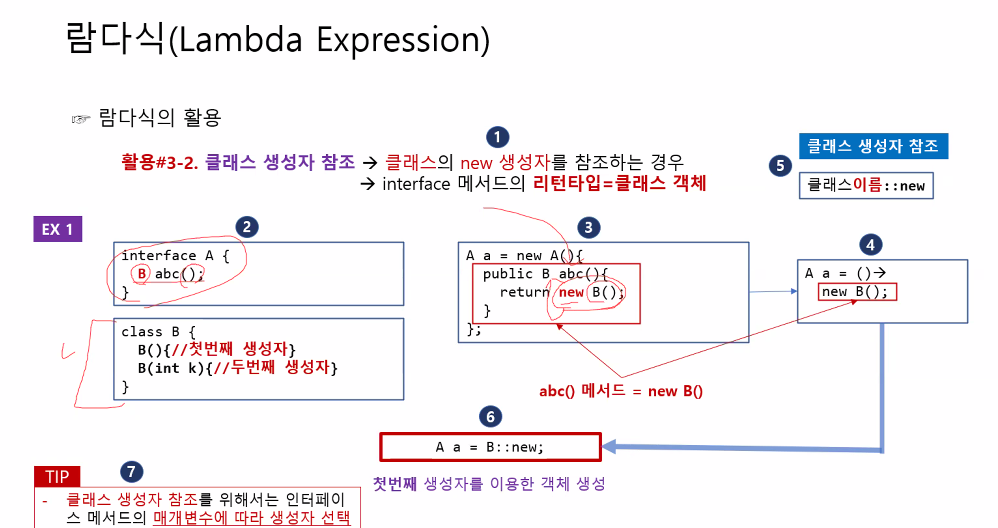 람다식(Lambda Expression)
☞ 람다식의 활용
1
활용#3-2. 클래스 생성자 참조 → 클래스의 new 생성자를 참조하는 경우
→ interface 메서드의 리턴타입=클래스 객체
클래스 생성자 참조
5
클래스이름::new
EX 1
2
interface A {
B abc();
}
class B {
B(){//첫번째 생성자}
B(int k){//두번째 생성자}
}
3
A a = new A(){
public B abc(){
return new B();
}
};
4
A a = ()→
new B();
abc() 메서드 = new B()
6
A a = B::new;
첫번째 생성자를 이용한 객체 생성
TIP
7
- 클래스 생성자 참조를 위해서는 인터페이
스 메서드의 매개변수에 따라 생성자 선택